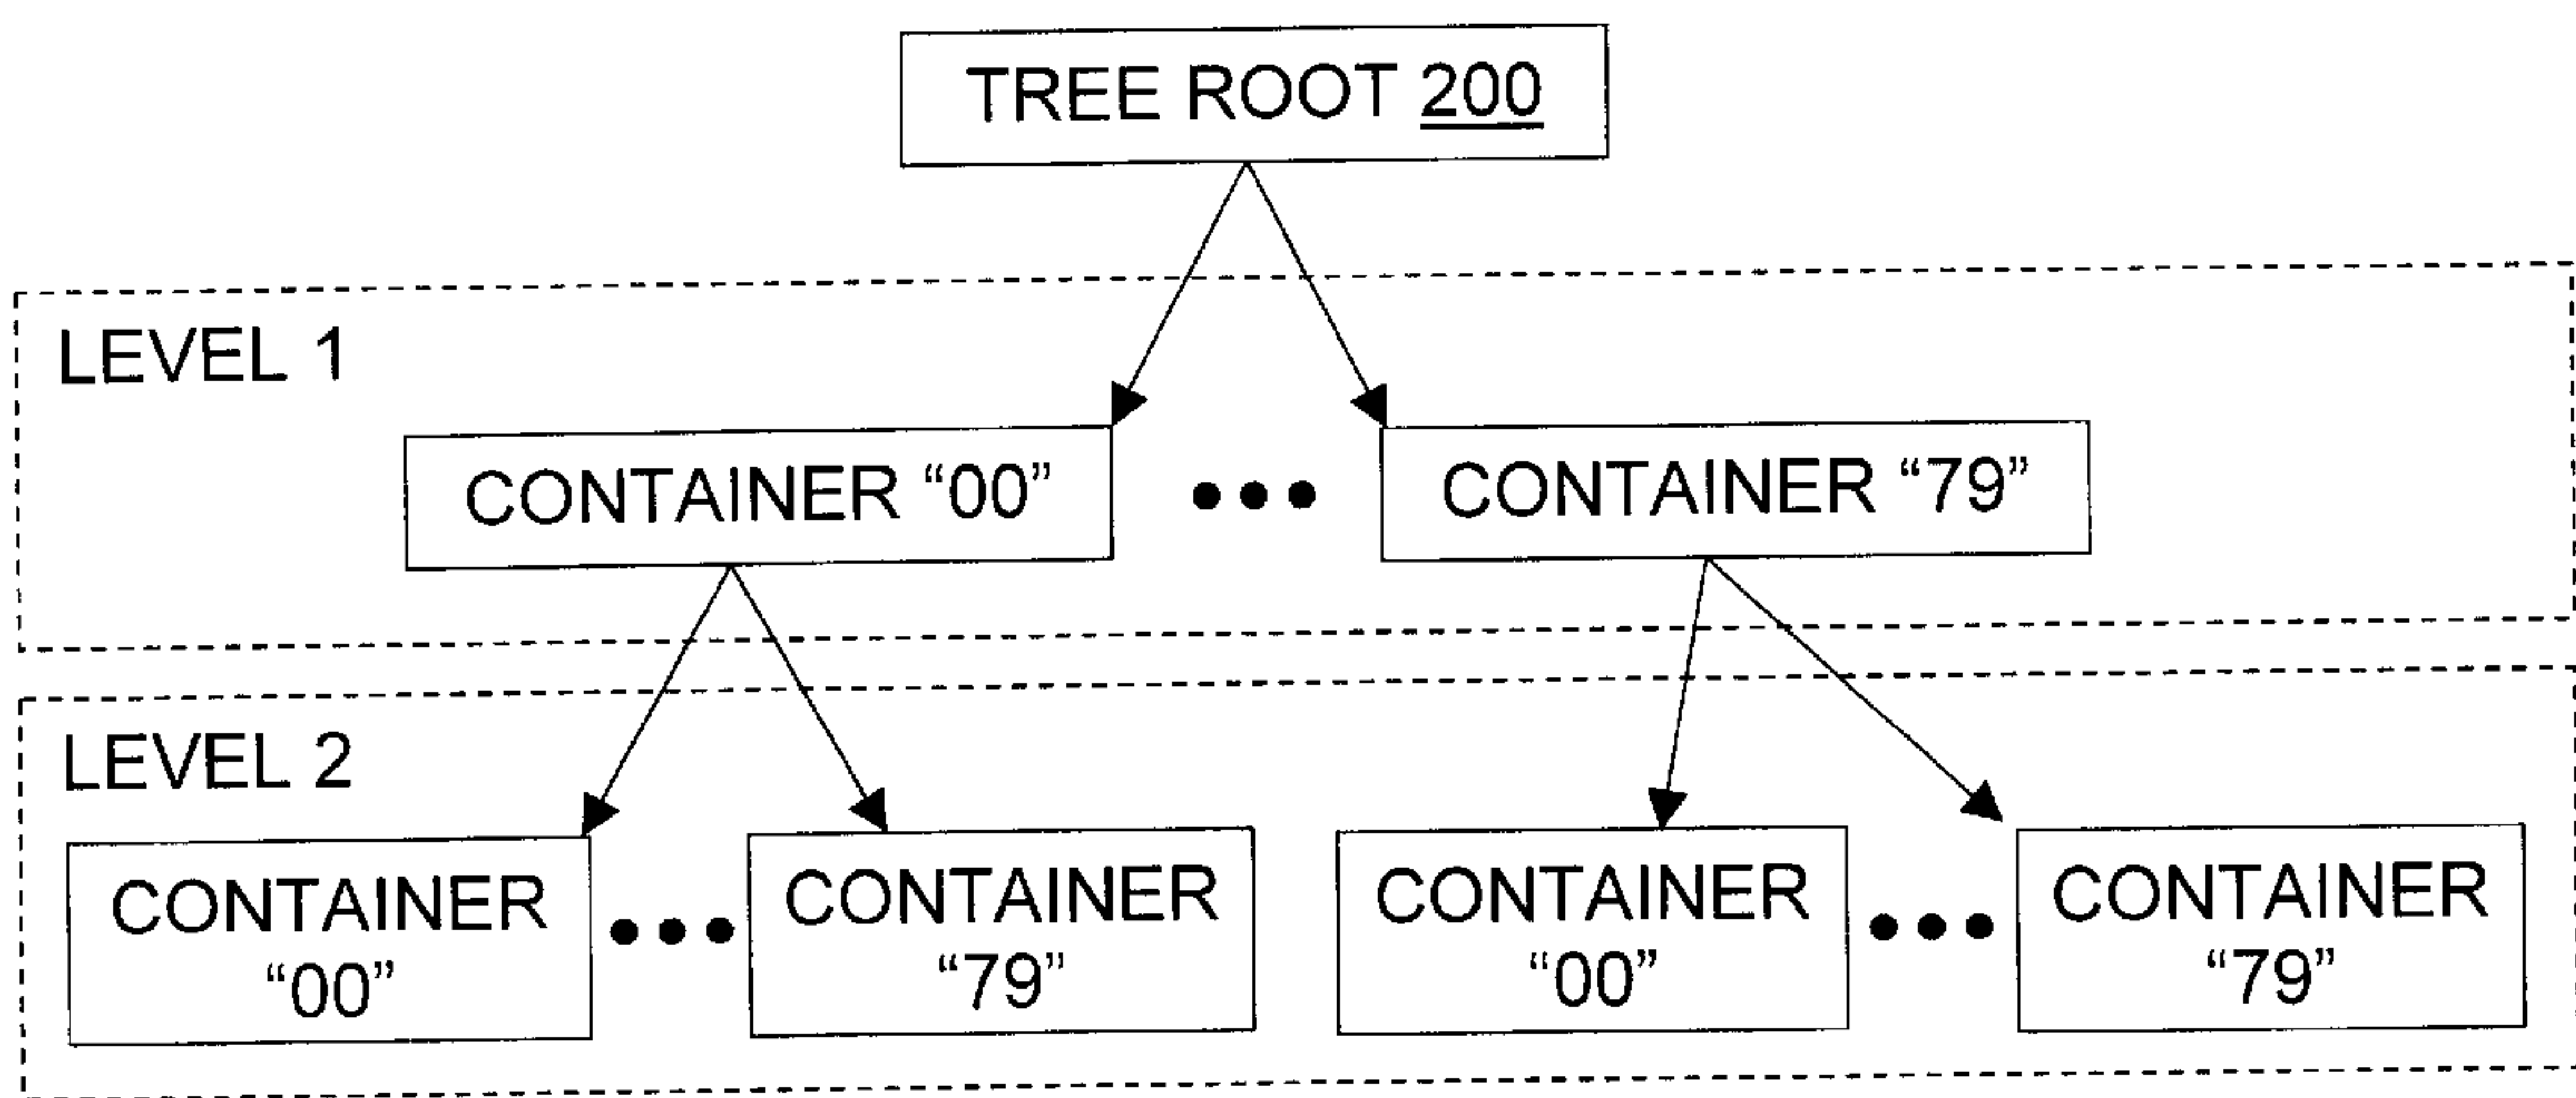 TREE ROOT 200
LEVEL 1
CONTAINER “00”
CONTAINER “79”
LEVEL 2
CONTAINER
“00”
CONTAINER
“79”
CONTAINER
“00”
CONTAINER
“79”